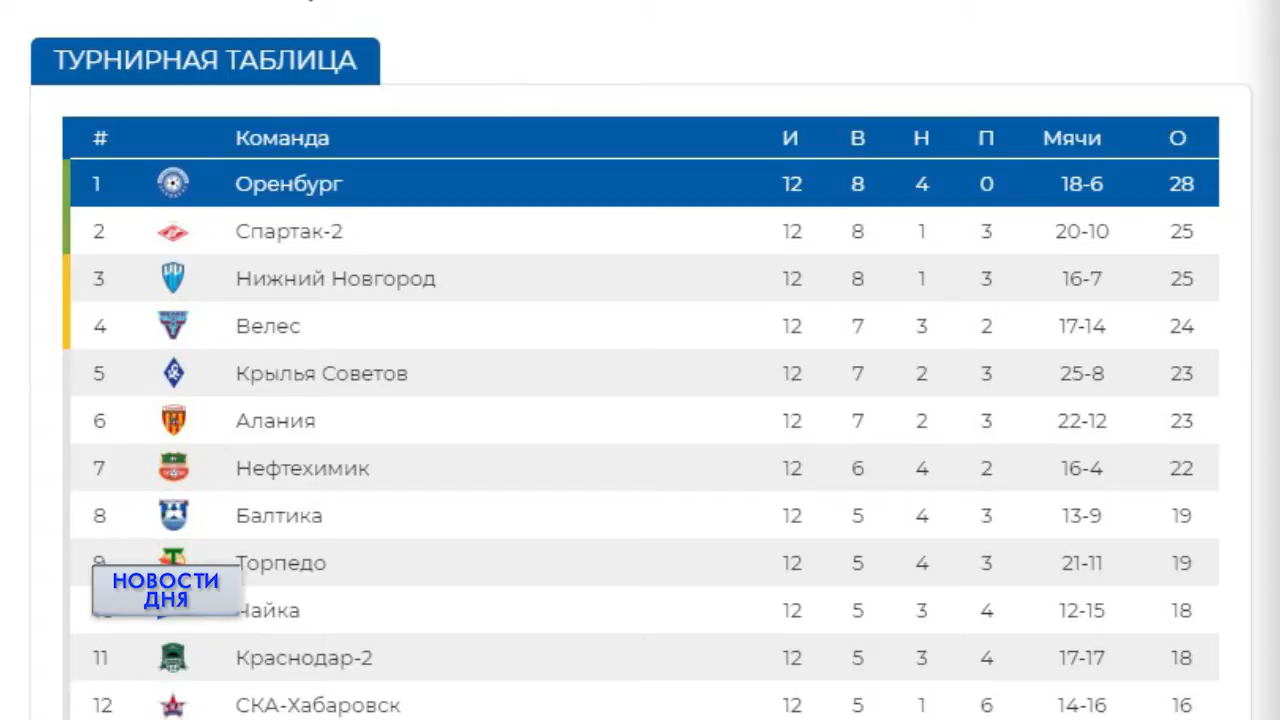 ТУРНИРНАЯ ТАБЛИЦА
# Команда И В Н П Мячи О
1 Оренбург 12 8 4 0 18-6 28
2 Спартак-2 12 8 1 3 20-10 25
3 Нижний Новгород 12 8 1 3 16-7 25
4 Велес 12 7 3 2 17-14 24
5 Крылья Советов 12 7 2 3 25-8 23
6 Алания 12 7 2 3 22-12 23
7 Нефтехимик 12 6 4 2 16-4 22
8 Балтика 12 5 4 3 13-9 19
9 Торпедо 12 5 4 3 21-11 19
НОВОСТИ
ДНЯ
Чайка 12 5 3 4 12-15 18
11 Краснодар-2 12 5 3 4 17-17 18
12 СКА-Хабаровск 12 5 1 6 14-16 16